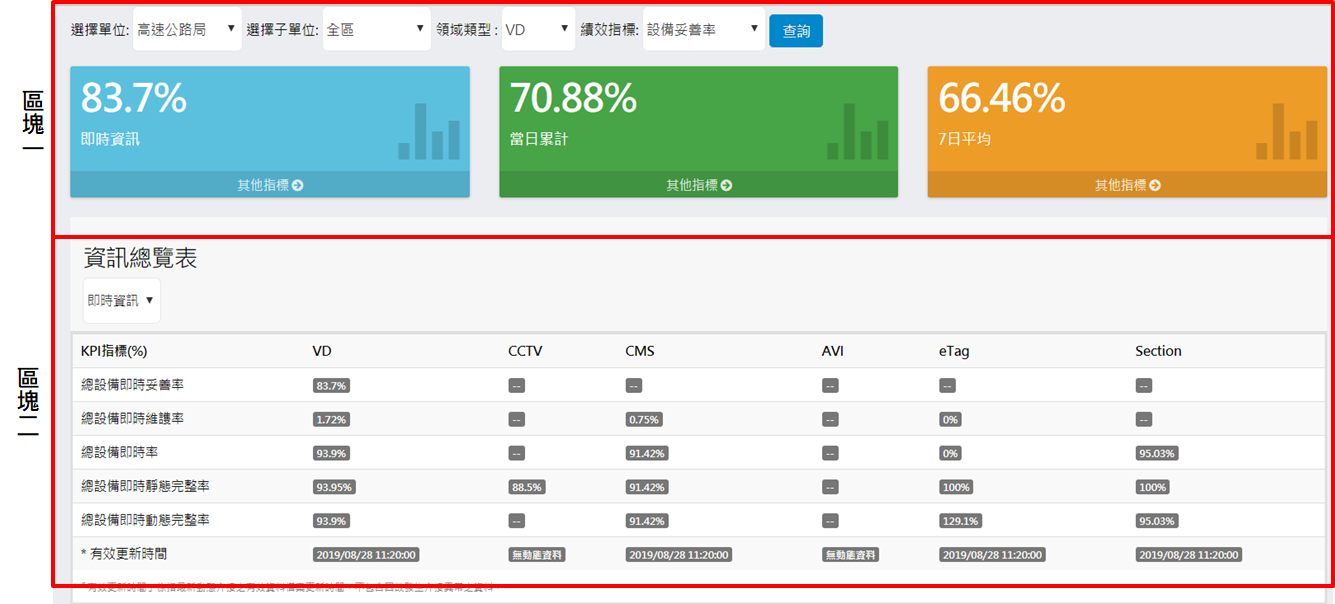 選擇單位: 高速公路局 ▼ 選擇子單位: 全區 ▼ 領域類型 : VD ▼ 績效指標: 設備妥善率 ▼ 查詢
區塊一
83.7% 70.88% 66.46%
即時資訊 當日累計 7日平均
其他指標 其他指標 其他指標
區塊二
資訊總覽表
即時資訊 ▼
KPI指標(%) VD CCTV CMS AVI eTag Section
總設備即時妥善率 83.7% -- -- -- -- --
總設備即時維護率 1.72% -- 0.75% -- 0% --
總設備即時率 93.9% -- 91.42% -- 0% 95.03%
總設備即時靜態完整率 93.95% 88.5% 91.42% -- 100% 100%
總設備即時動態完整率 93.9% -- 91.42% -- 129.1% 95.03%
* 有效更新時間 2019/08/28 11:20:00 無動態資料 2019/08/28 11:20:00 無動態資料 2019/08/28 11:20:00 2019/08/28 11:20:00